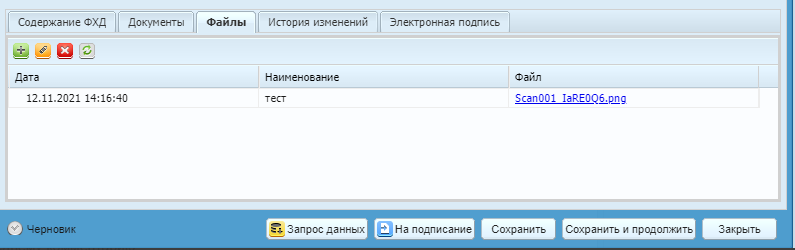 Содержание ФХД Документы Файлы История изменений Электронная подпись
Дата Наименование Файл
12.11.2021 14:16:40 тест Scan001_IaRE0Q6.png
Черновик Запрос данных На подписание Сохранить Сохранить и продолжить Закрыть